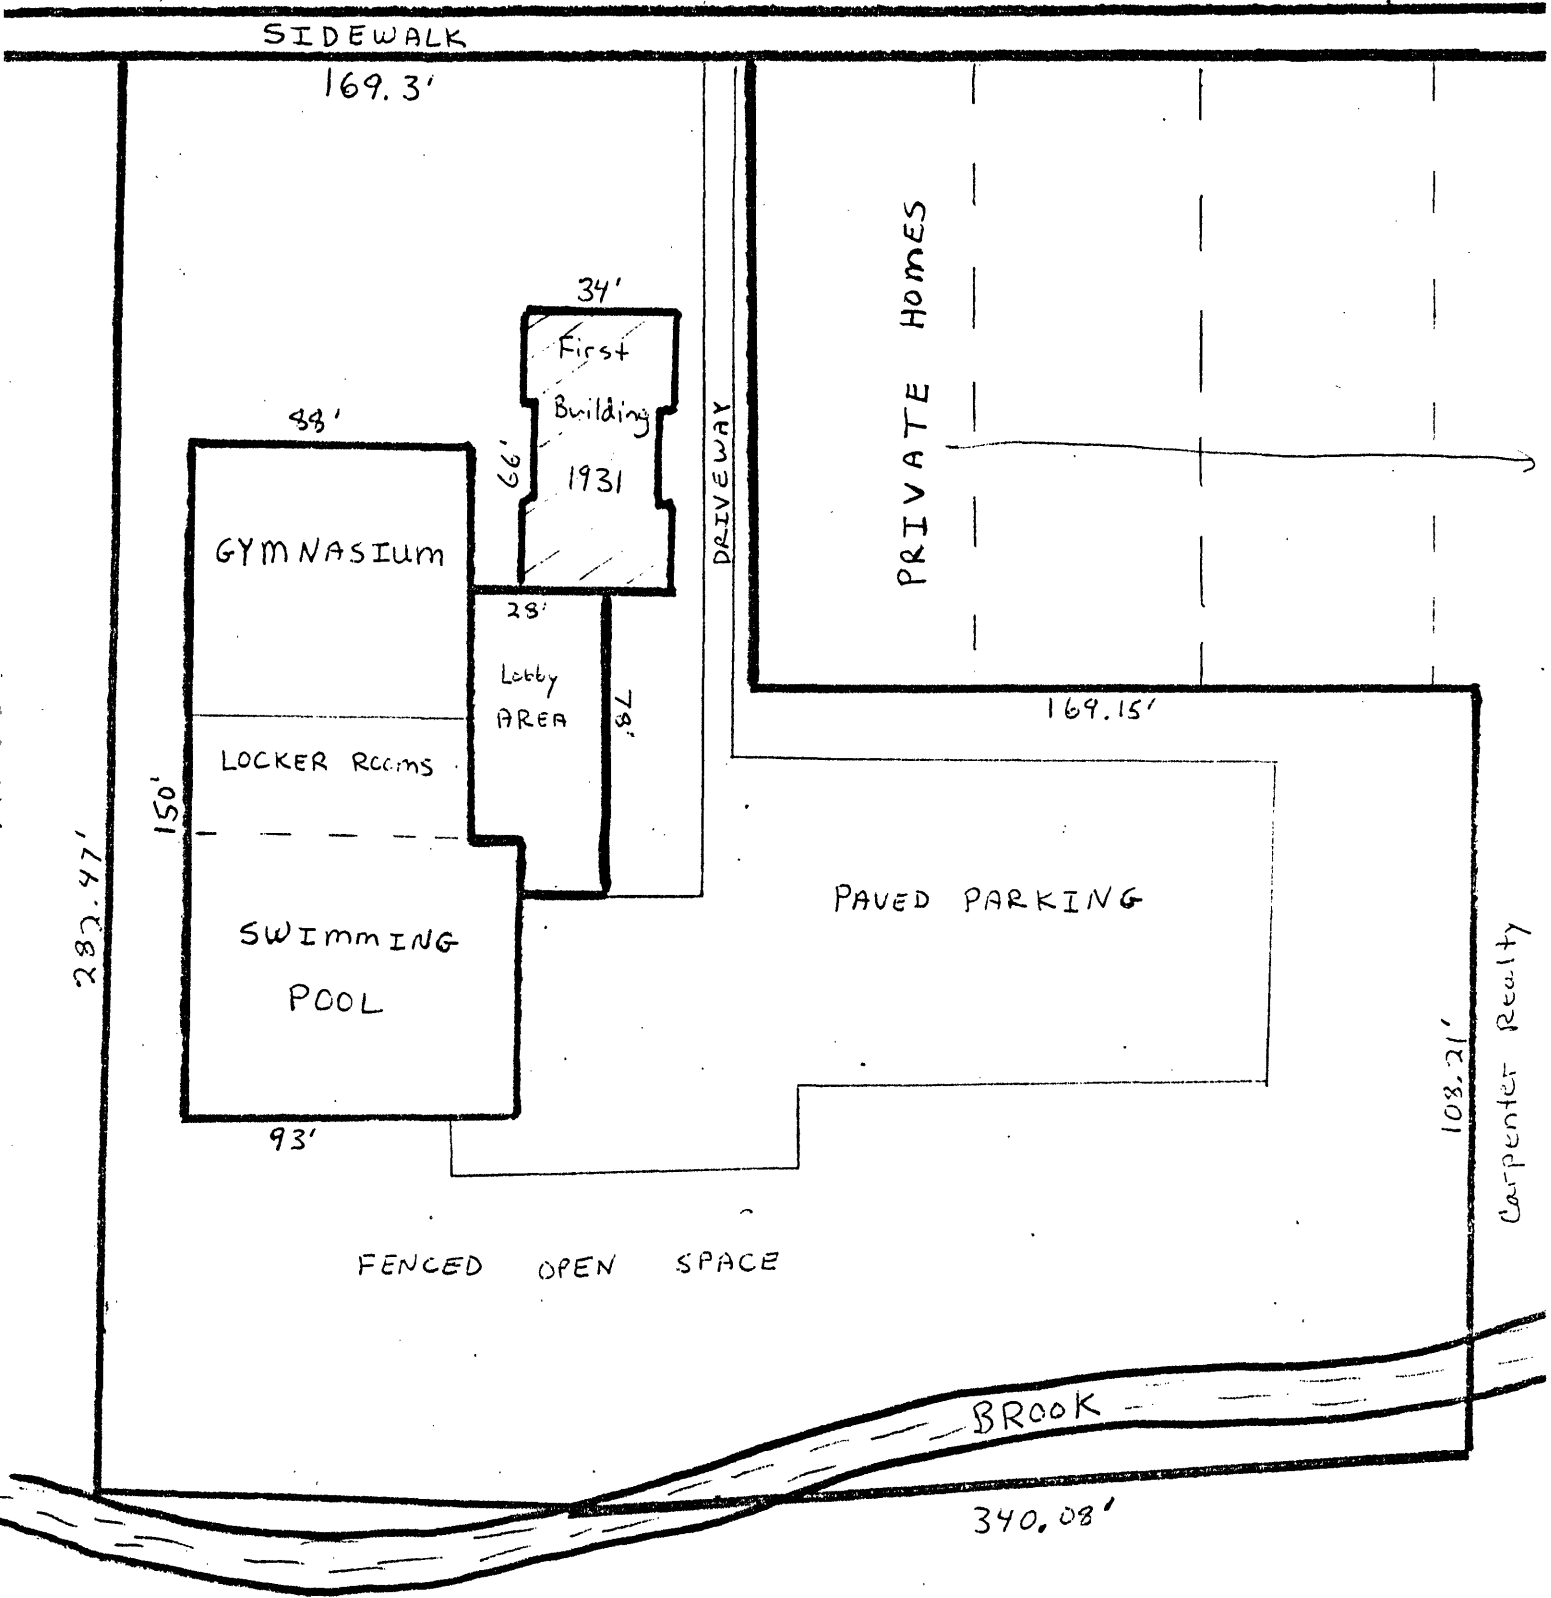 SIDEWALK
169.3'
34'
First
Building
1931
66'
88'
GYMNASIUM
28'
Lobby
AREA
78'
LOCKER ROOMS
150'
SWIMMING
POOL
93'
DRIVEWAY
PRIVATE HOMES
169.15'
PAVED PARKING
108.21'
Carpenter Realty
FENCED OPEN SPACE
BROOK
340.08'